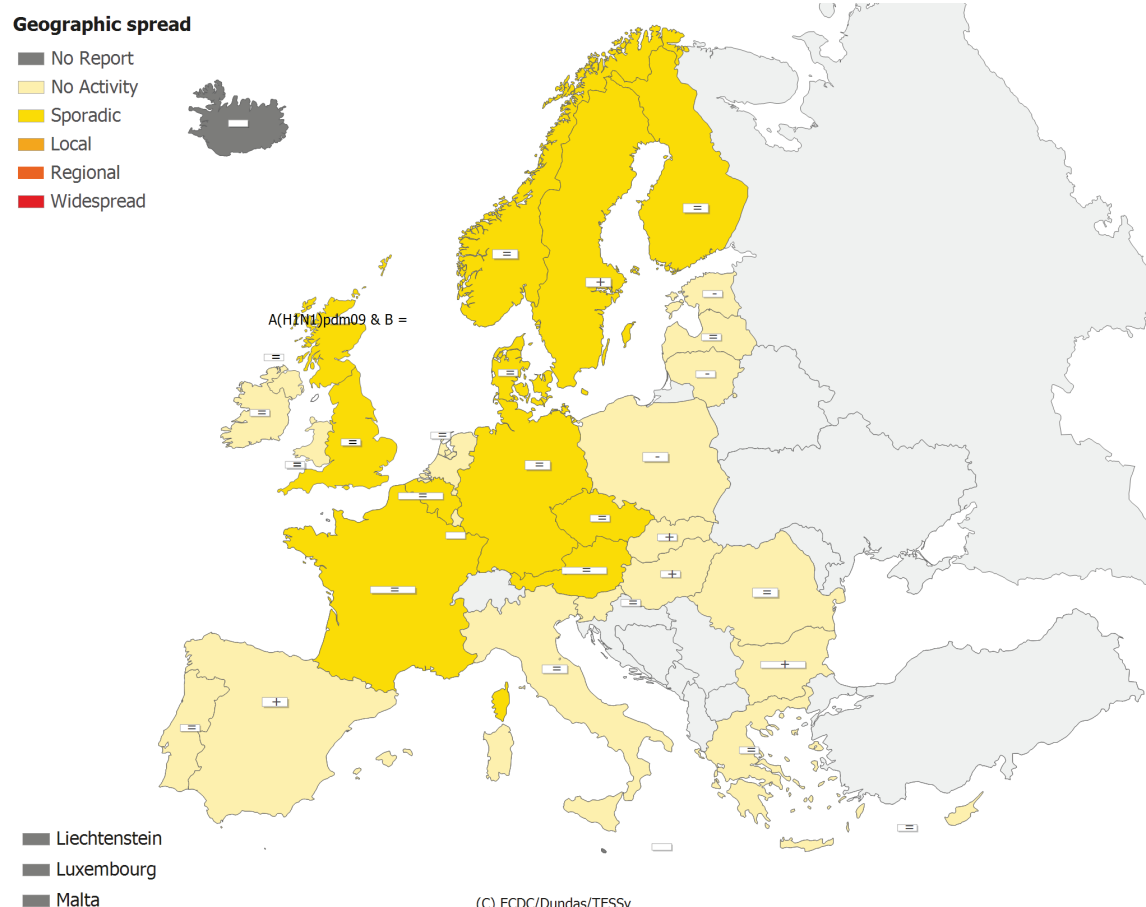 Geographic spread
No Report
No Activity
Sporadic
Local
Regional
Widespread
A(H1N1)pdm09 & B =
=
=
+
-
=
-
=
=
=
=
=
=
=
=
-
=
+
=
+
=
=
=
=
+
+
=
=
=
Liechtenstein
Luxembourg
Malta
(C) ECDC/Dundas/TESSy